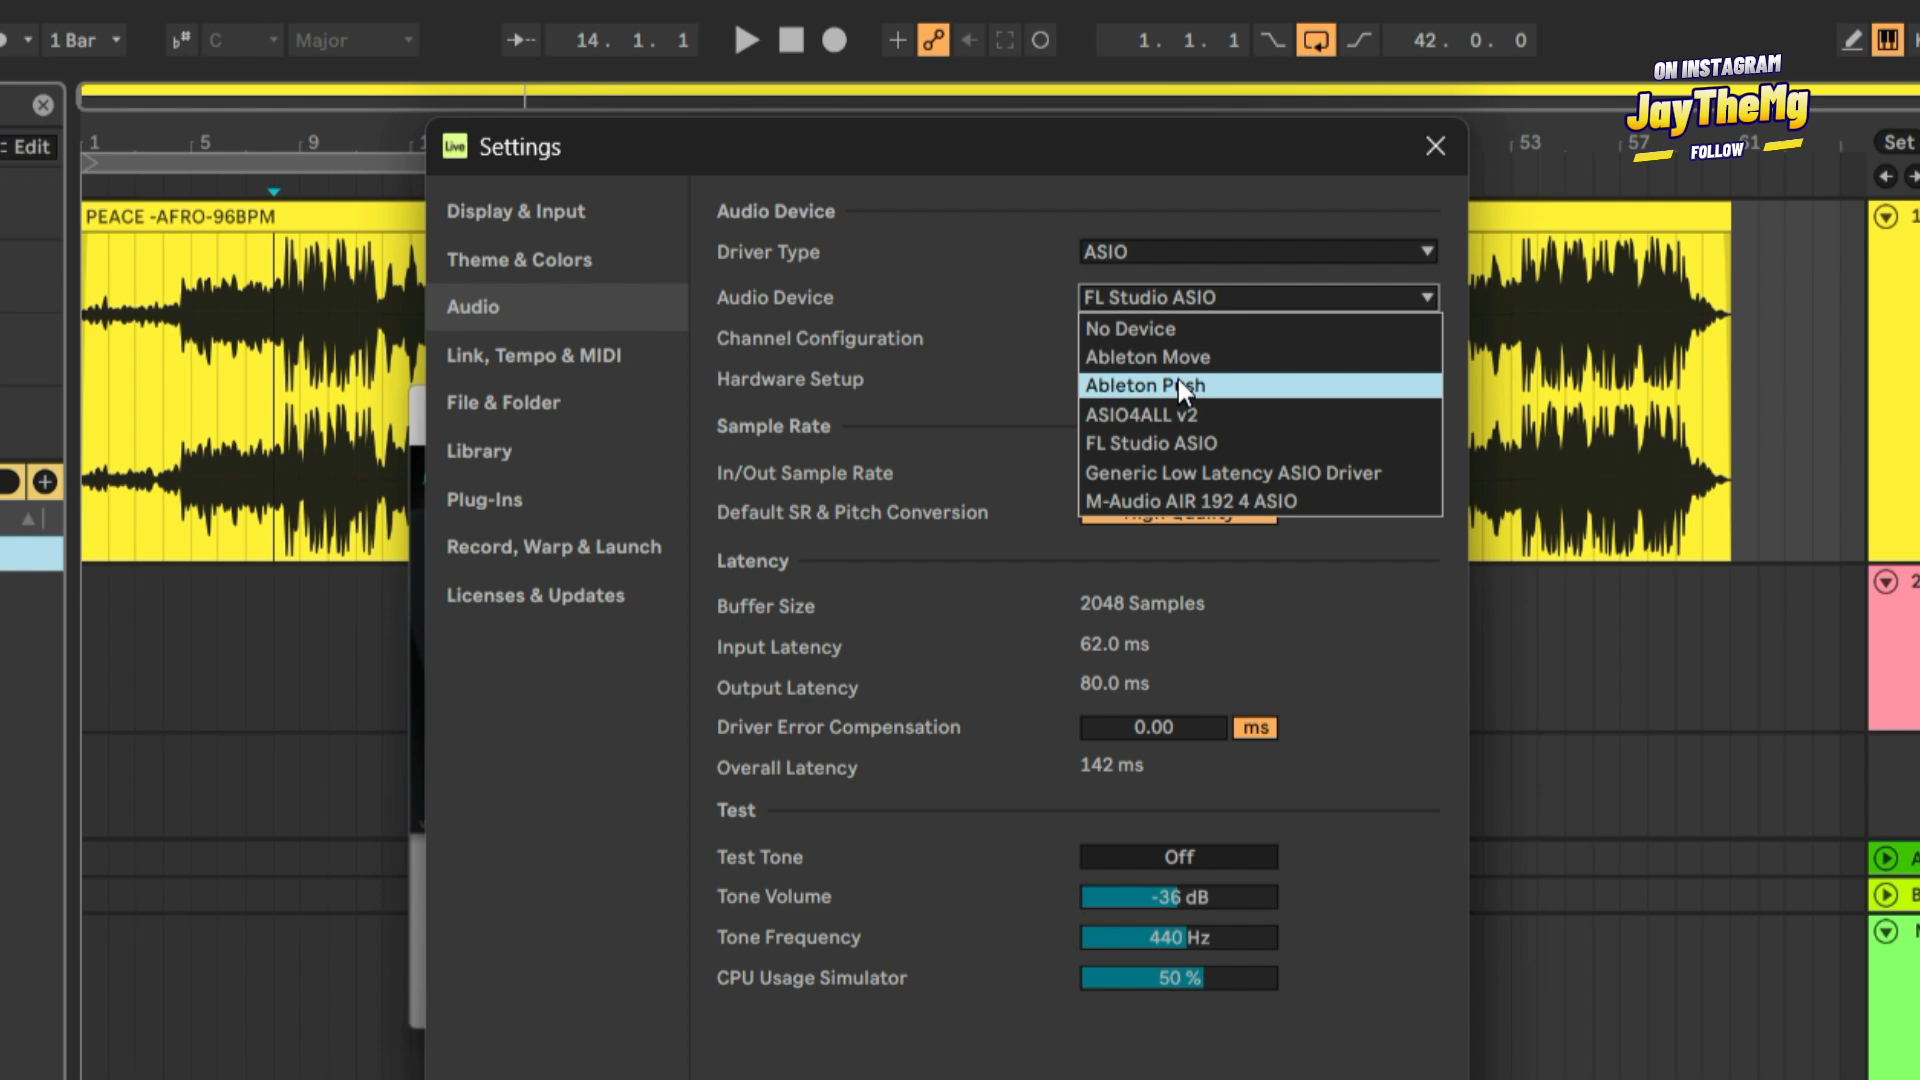 1 Bar
C
Major
14. 1. 1
1. 1. 1
42. 0. 0
ON INSTAGRAM
JayTheMg
FOLLOW
Edit
1
5
9
1
53
57
61
Set
PEACE -AFRO-96BPM
1
2
Live
Settings
Display & Input
Theme & Colors
Audio
Link, Tempo & MIDI
File & Folder
Library
Plug-Ins
Record, Warp & Launch
Licenses & Updates
Audio Device
Driver Type
ASIO
Audio Device
FL Studio ASIO
No Device
Ableton Move
Ableton Push
ASIO4ALL v2
FL Studio ASIO
Generic Low Latency ASIO Driver
M-Audio AIR 192 4 ASIO
Channel Configuration
Hardware Setup
Sample Rate
In/Out Sample Rate
Default SR & Pitch Conversion
Latency
Buffer Size
2048 Samples
Input Latency
62.0 ms
Output Latency
80.0 ms
Driver Error Compensation
0.00
ms
Overall Latency
142 ms
Test
Test Tone
Off
Tone Volume
-36 dB
Tone Frequency
440 Hz
CPU Usage Simulator
50 %